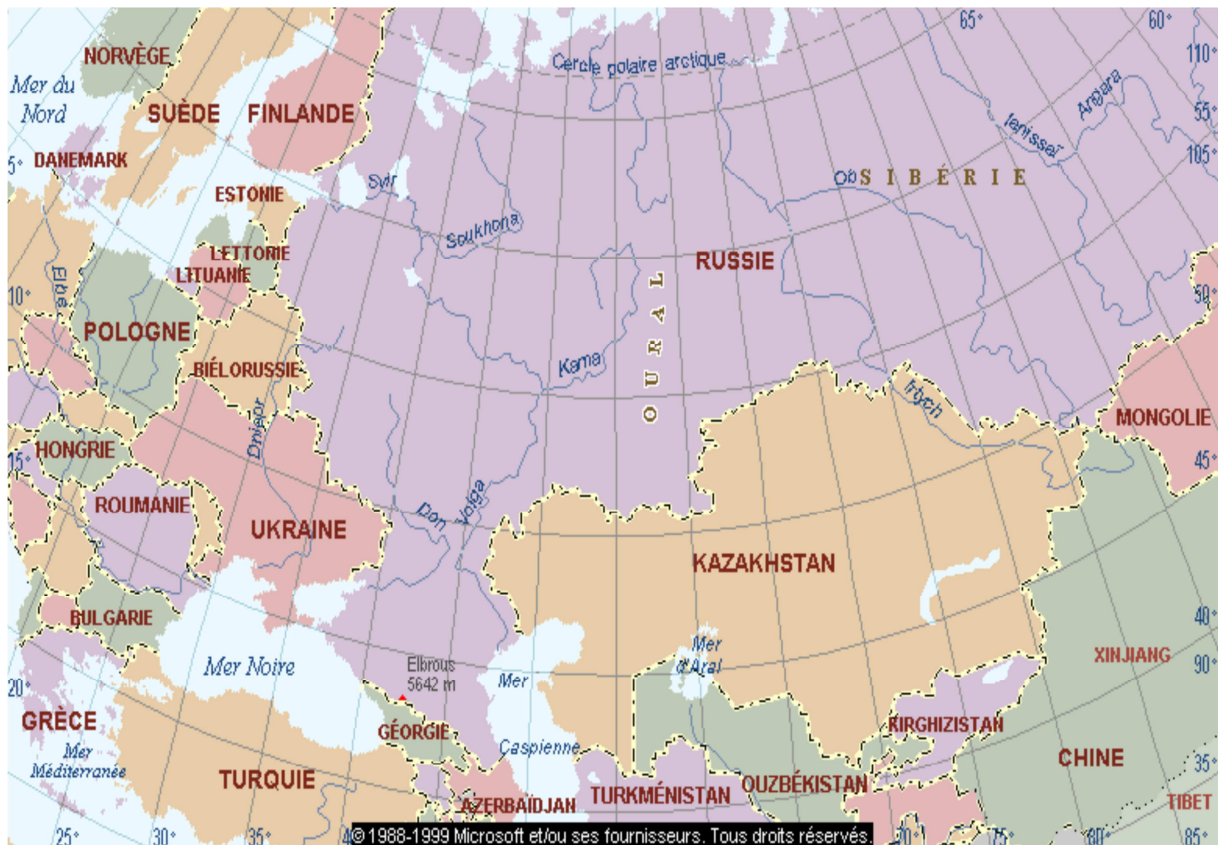 NORVÈGE
Mer du
Nord
SUÈDE
FINLANDE
DANEMARK
5°
Cercle polaire arctique
65°
60°
110°
Angara
Ienisseï
55°
105°
Svir
ESTONIE
Ob
SIBÉRIE
Soukhona
LETTONIE
LITUANIE
Elbe
RUSSIE
10°
50°
POLOGNE
OURAL
BIÉLORUSSIE
Kama
Irtych
MONGOLIE
Dniepr
HONGRIE
15°
45°
Don
Volga
ROUMANIE
UKRAINE
KAZAKHSTAN
BULGARIE
40°
Mer Noire
Elbrous
5642 m
Mer
d'Aral
XINJIANG
90°
20°
GRÈCE
Mer
Caspienne
GÉORGIE
KIRGHIZISTAN
Mer
Méditerranée
CHINE
35°
TURQUIE
OUZBÉKISTAN
TURKMÉNISTAN
AZERBAÏDJAN
TIBET
25°
30°
35°
© 1988-1999 Microsoft et/ou ses fournisseurs. Tous droits réservés.
70°
75°
80°
85°